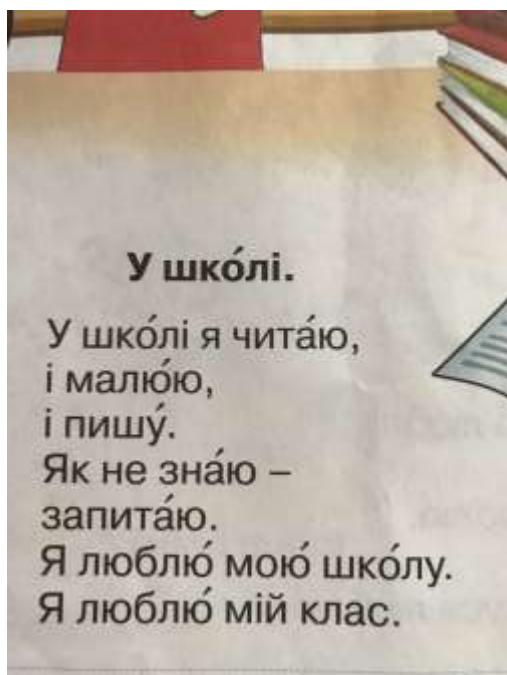 У шко́лі.
У шко́лі я чита́ю,
і малю́ю,
і пишу́.
Як не зна́ю –
запита́ю.
Я люблю́ мою́ шко́лу.
Я люблю́ мій клас.